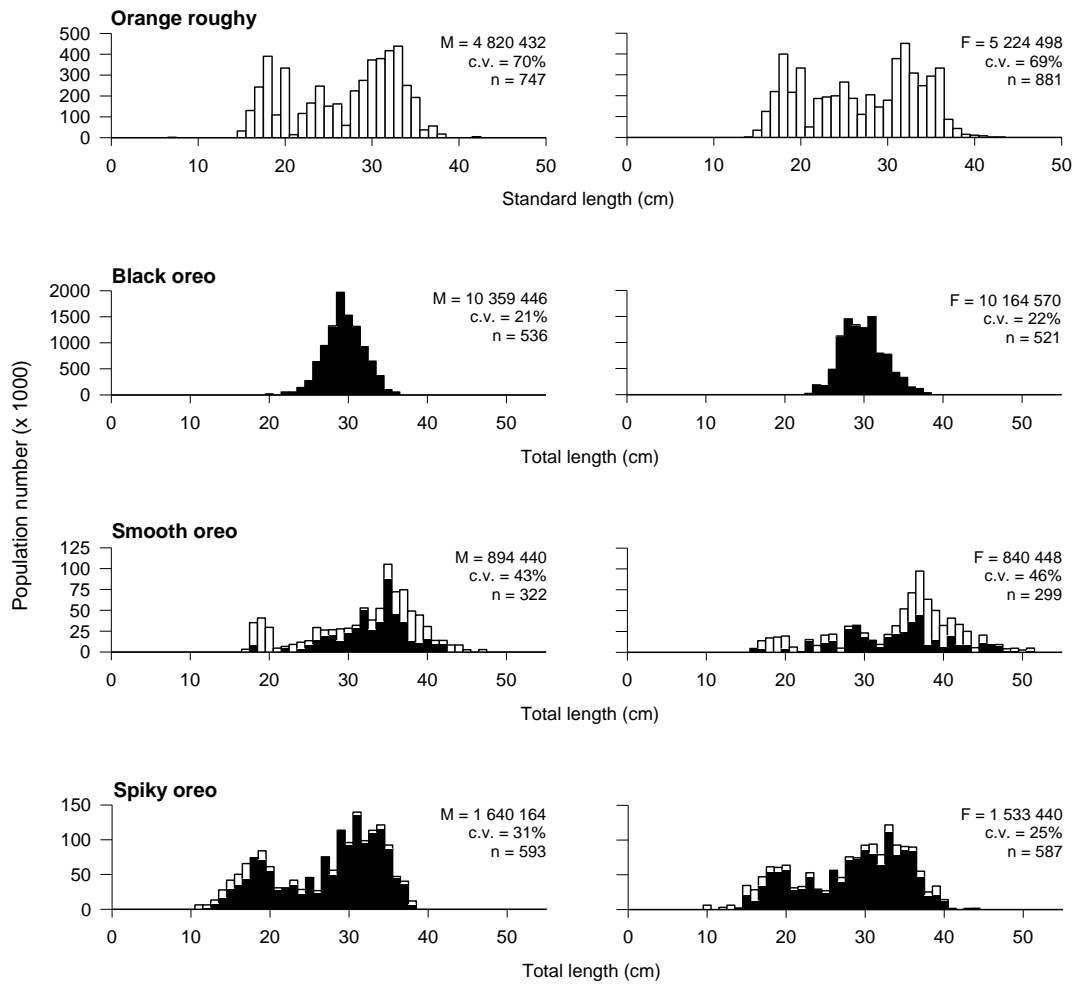 Orange roughy
500
400
300
200
100
0
M = 4 820 432
c.v. = 70%
n = 747
0 10 20 30 40 50
F = 5 224 498
c.v. = 69%
n = 881
0 10 20 30 40 50
Standard length (cm)
Black oreo
2000
1500
1000
500
0
M = 10 359 446
c.v. = 21%
n = 536
0 10 20 30 40 50
F = 10 164 570
c.v. = 22%
n = 521
0 10 20 30 40 50
Total length (cm)
Population number (x 1000)
Smooth oreo
125
100
75
50
25
0
M = 894 440
c.v. = 43%
n = 322
0 10 20 30 40 50
F = 840 448
c.v. = 46%
n = 299
0 10 20 30 40 50
Total length (cm)
Spiky oreo
150
100
50
0
M = 1 640 164
c.v. = 31%
n = 593
0 10 20 30 40 50
F = 1 533 440
c.v. = 25%
n = 587
0 10 20 30 40 50
Total length (cm)